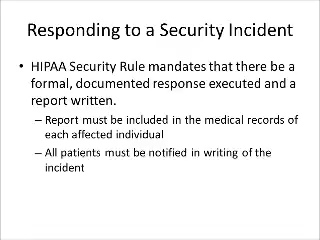 Responding to a Security Incident
• HIPAA Security Rule mandates that there be a
formal, documented response executed and a
report written.
– Report must be included in the medical records of
each affected individual
– All patients must be notified in writing of the
incident